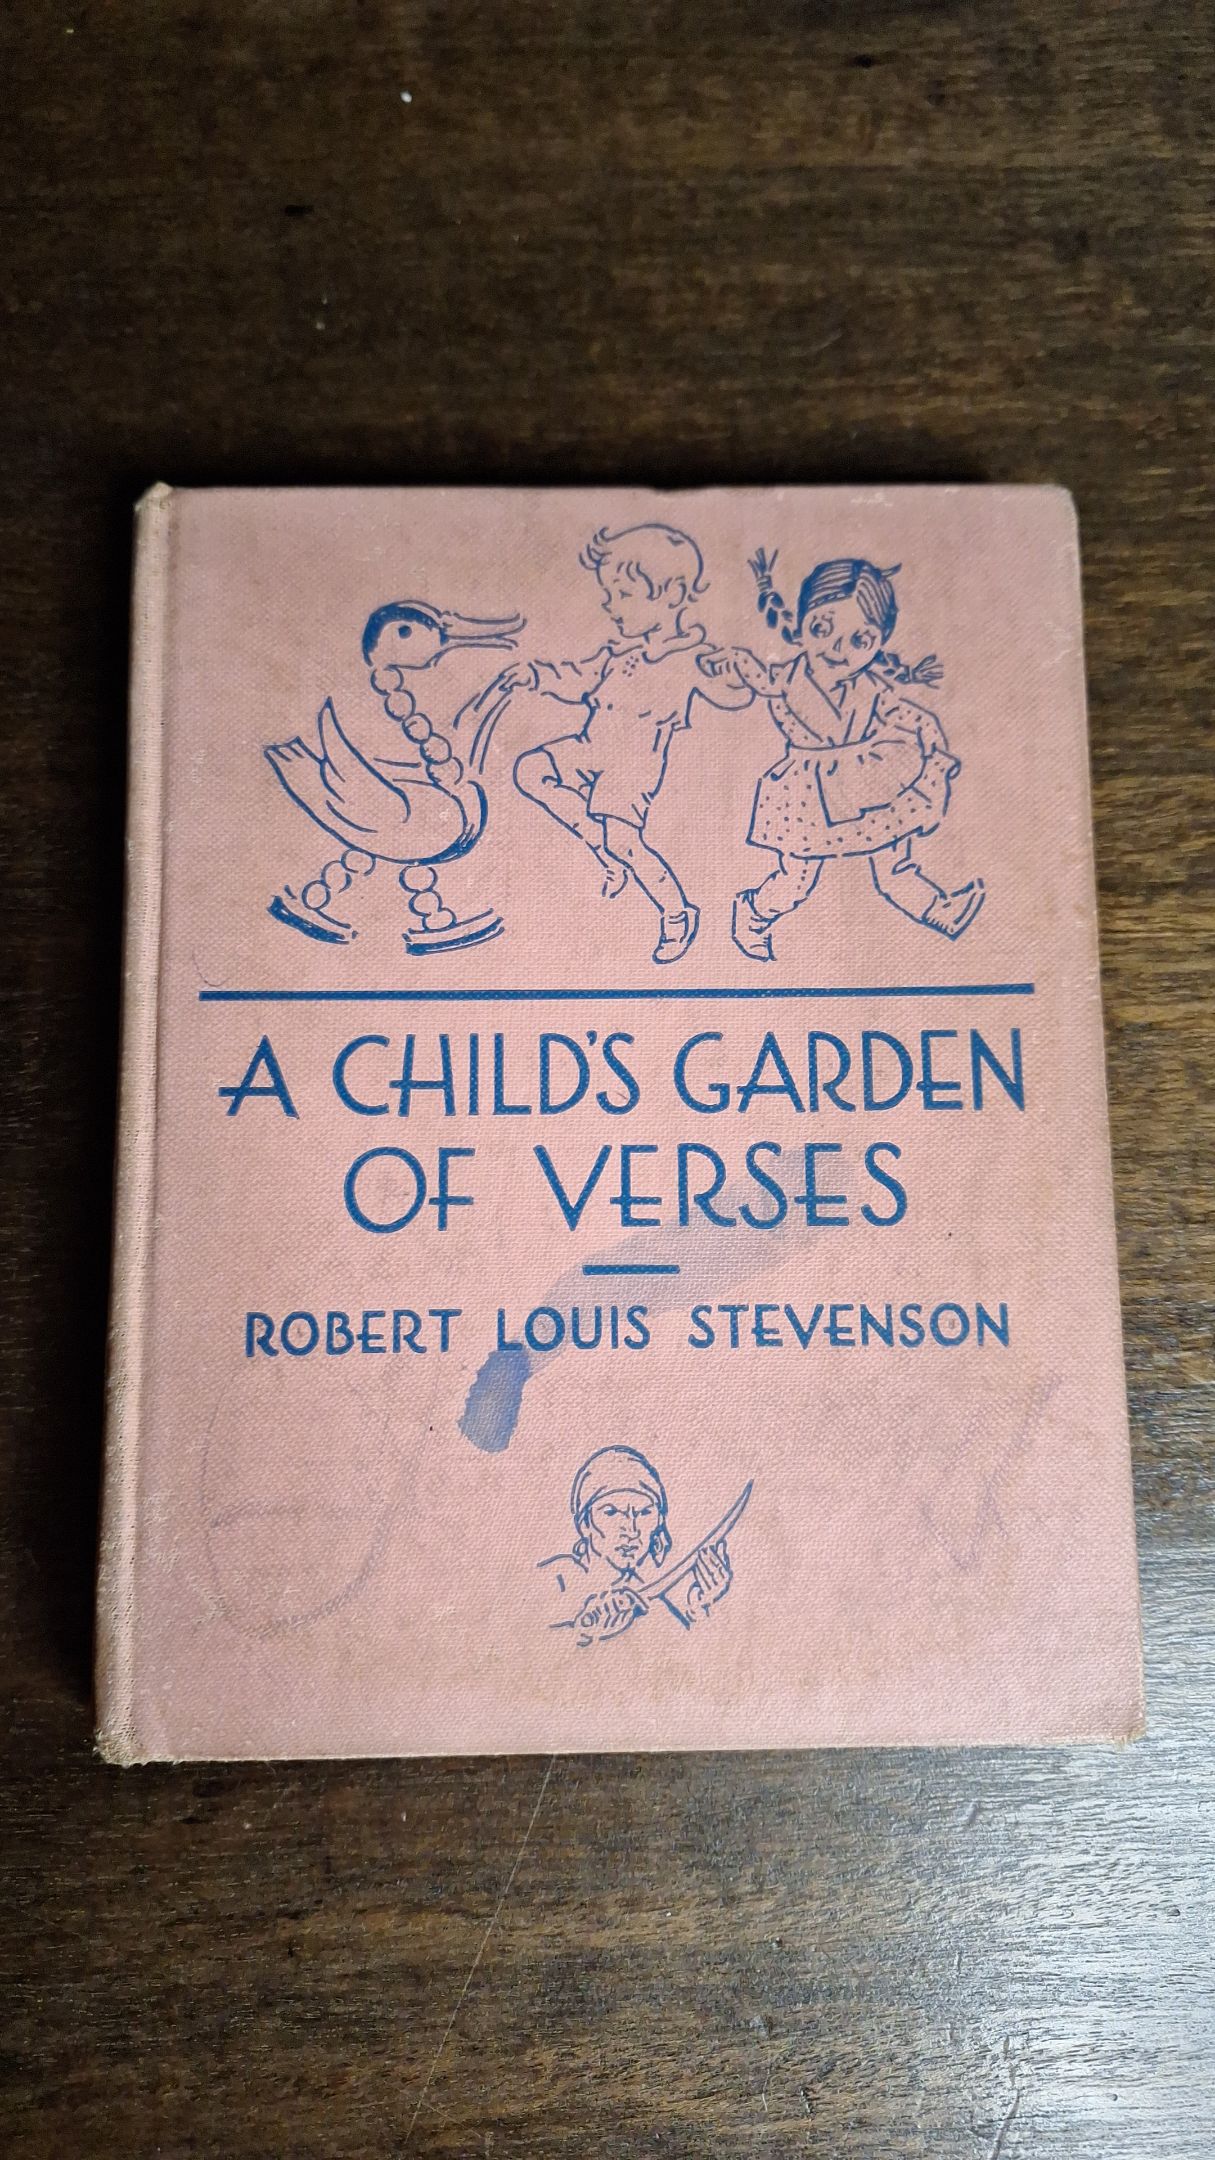 A CHILD'S GARDEN
OF VERSES
ROBERT LOUIS STEVENSON